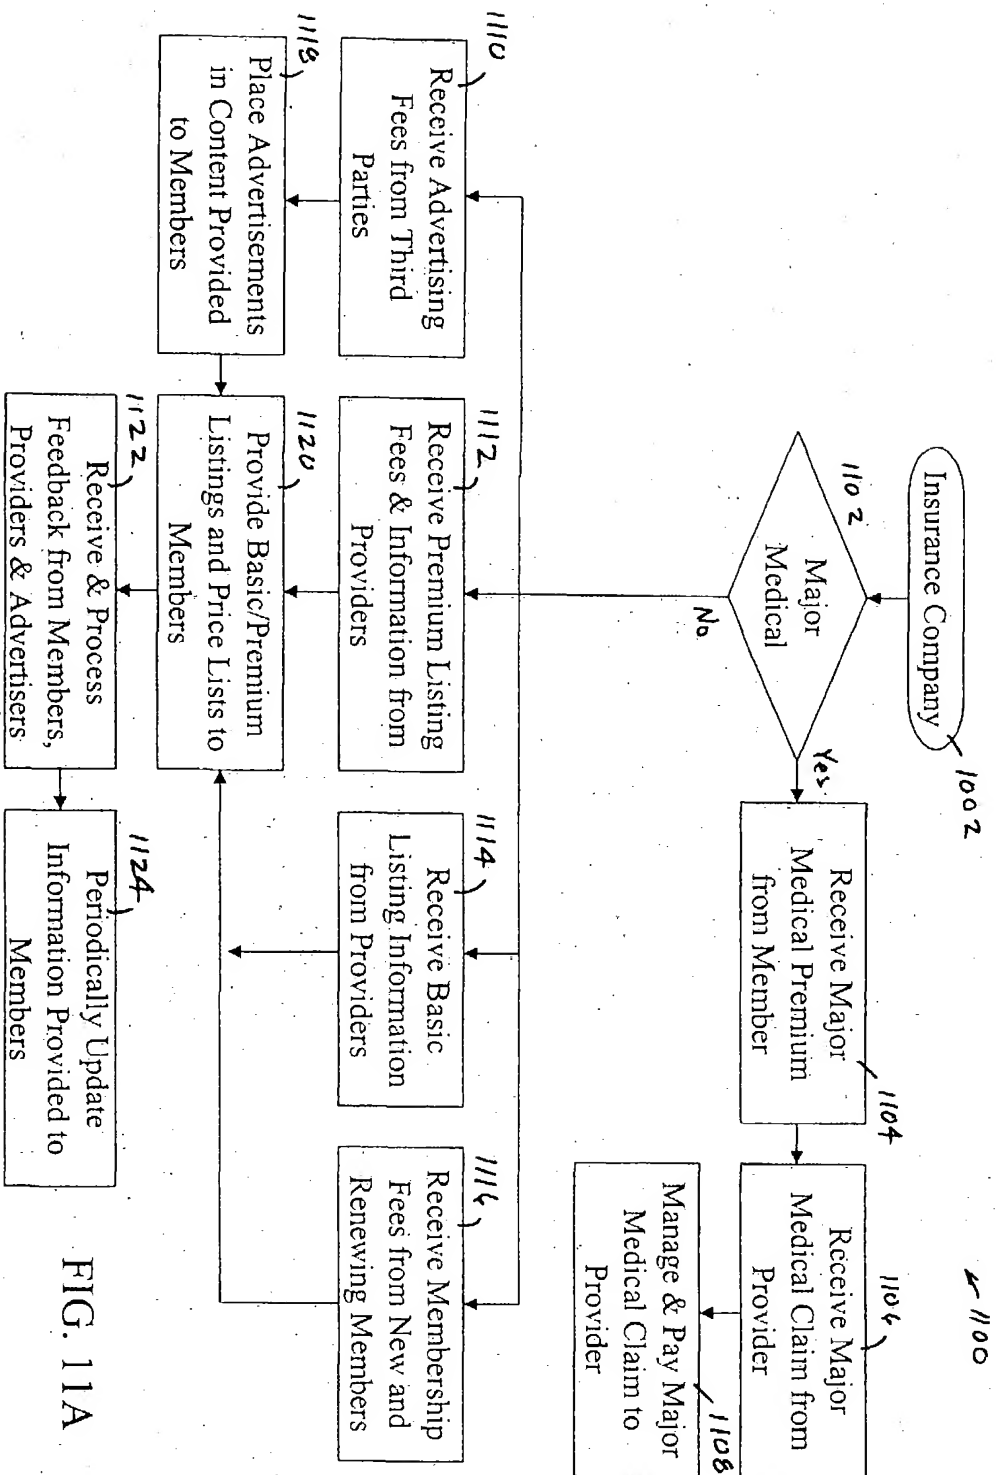 1100
Insurance Company
1002
1102
Major
Medical
Yes
No
Receive Major
Medical Premium
from Member
1104
Receive Major
Medical Claim from
Provider
1106
Manage & Pay Major
Medical Claim to
Provider
1108
1110
Receive Advertising
Fees from Third
Parties
1112
Receive Premium Listing
Fees & Information from
Providers
1114
Receive Basic
Listing Information
from Providers
1116
Receive Membership
Fees from New and
Renewing Members
1118
Place Advertisements
in Content Provided
to Members
1120
Provide Basic/Premium
Listings and Price Lists to
Members
1122
Receive & Process
Feedback from Members,
Providers & Advertisers
1124
Periodically Update
Information Provided to
Members
FIG. 11A